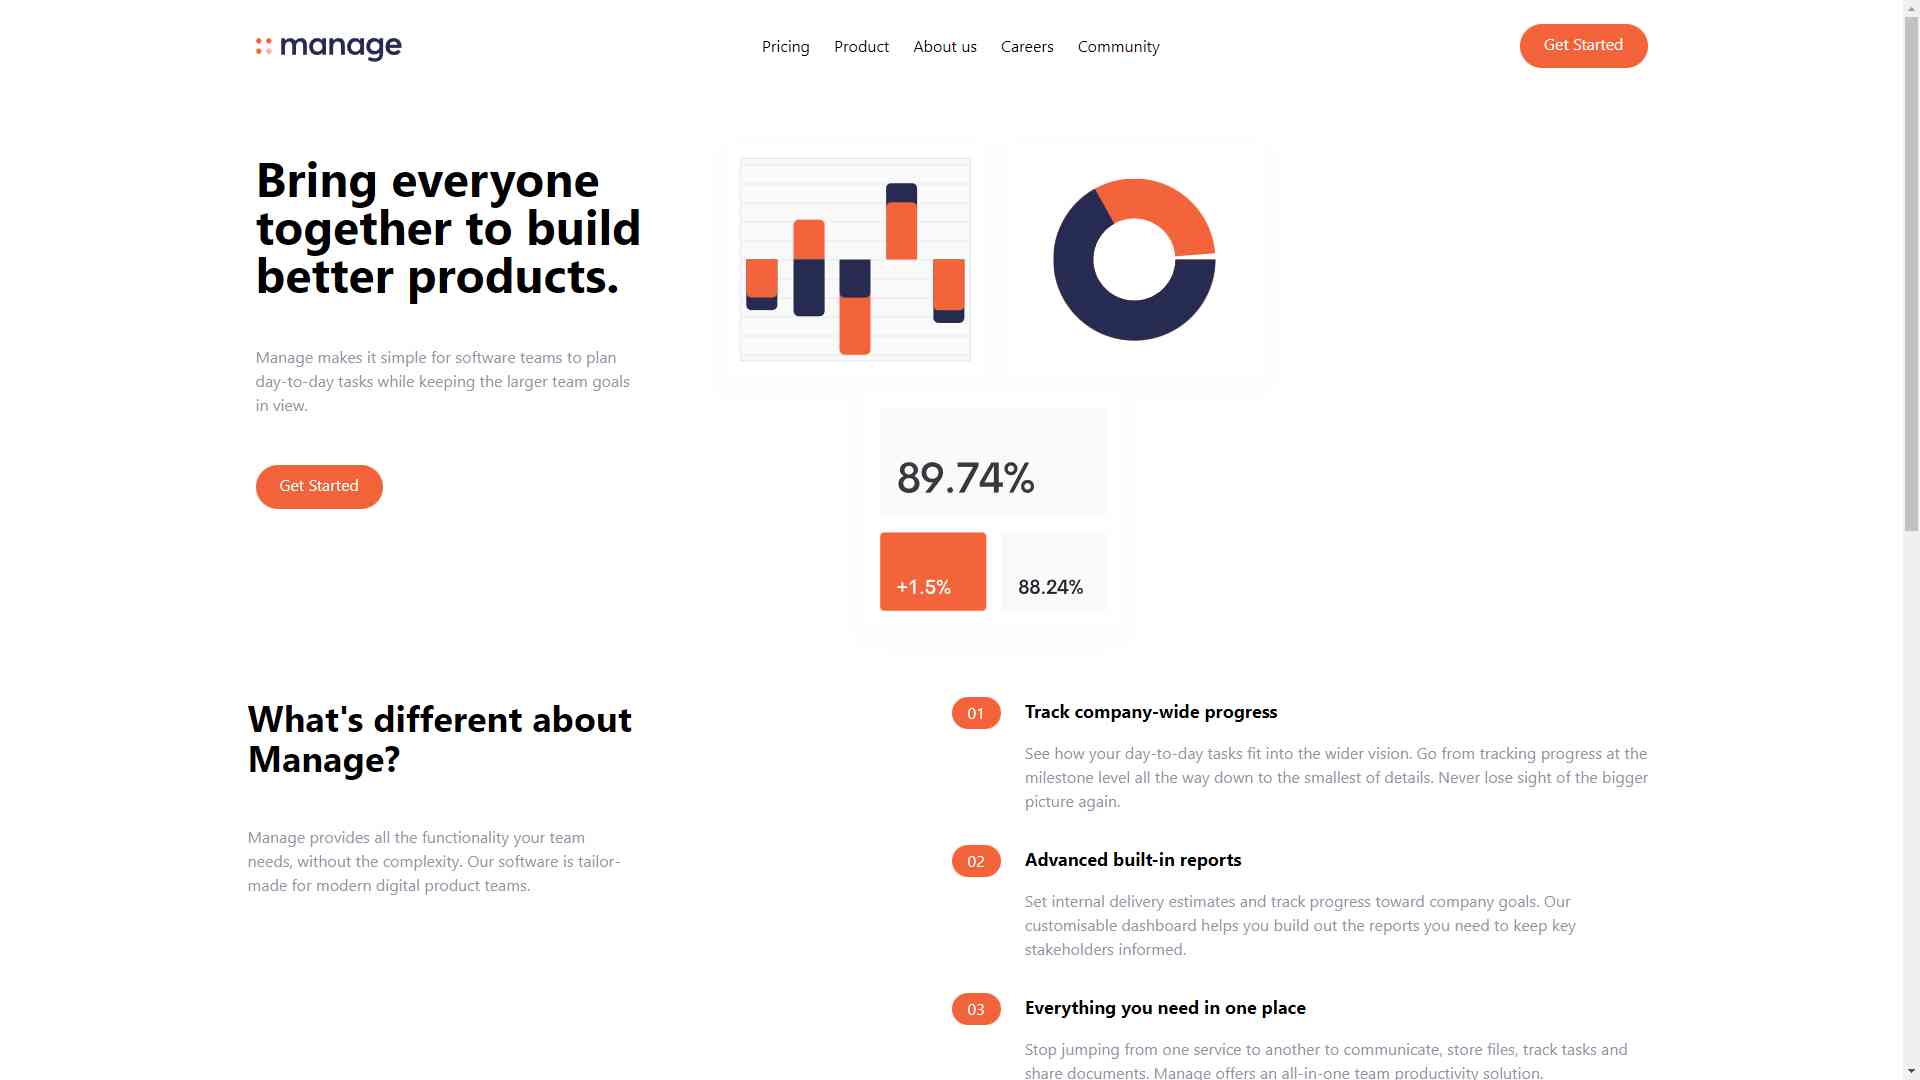 manage
Pricing Product About us Careers Community
Get Started
Bring everyone
together to build
better products.
Manage makes it simple for software teams to plan
day-to-day tasks while keeping the larger team goals
in view.
Get Started
89.74%
+1.5%
88.24%
What's different about
Manage?
Manage provides all the functionality your team
needs, without the complexity. Our software is tailor-
made for modern digital product teams.
01
Track company-wide progress
See how your day-to-day tasks fit into the wider vision. Go from tracking progress at the
milestone level all the way down to the smallest of details. Never lose sight of the bigger
picture again.
02
Advanced built-in reports
Set internal delivery estimates and track progress toward company goals. Our
customisable dashboard helps you build out the reports you need to keep key
stakeholders informed.
03
Everything you need in one place
Stop jumping from one service to another to communicate, store files, track tasks and
share documents. Manage offers an all-in-one team productivity solution.